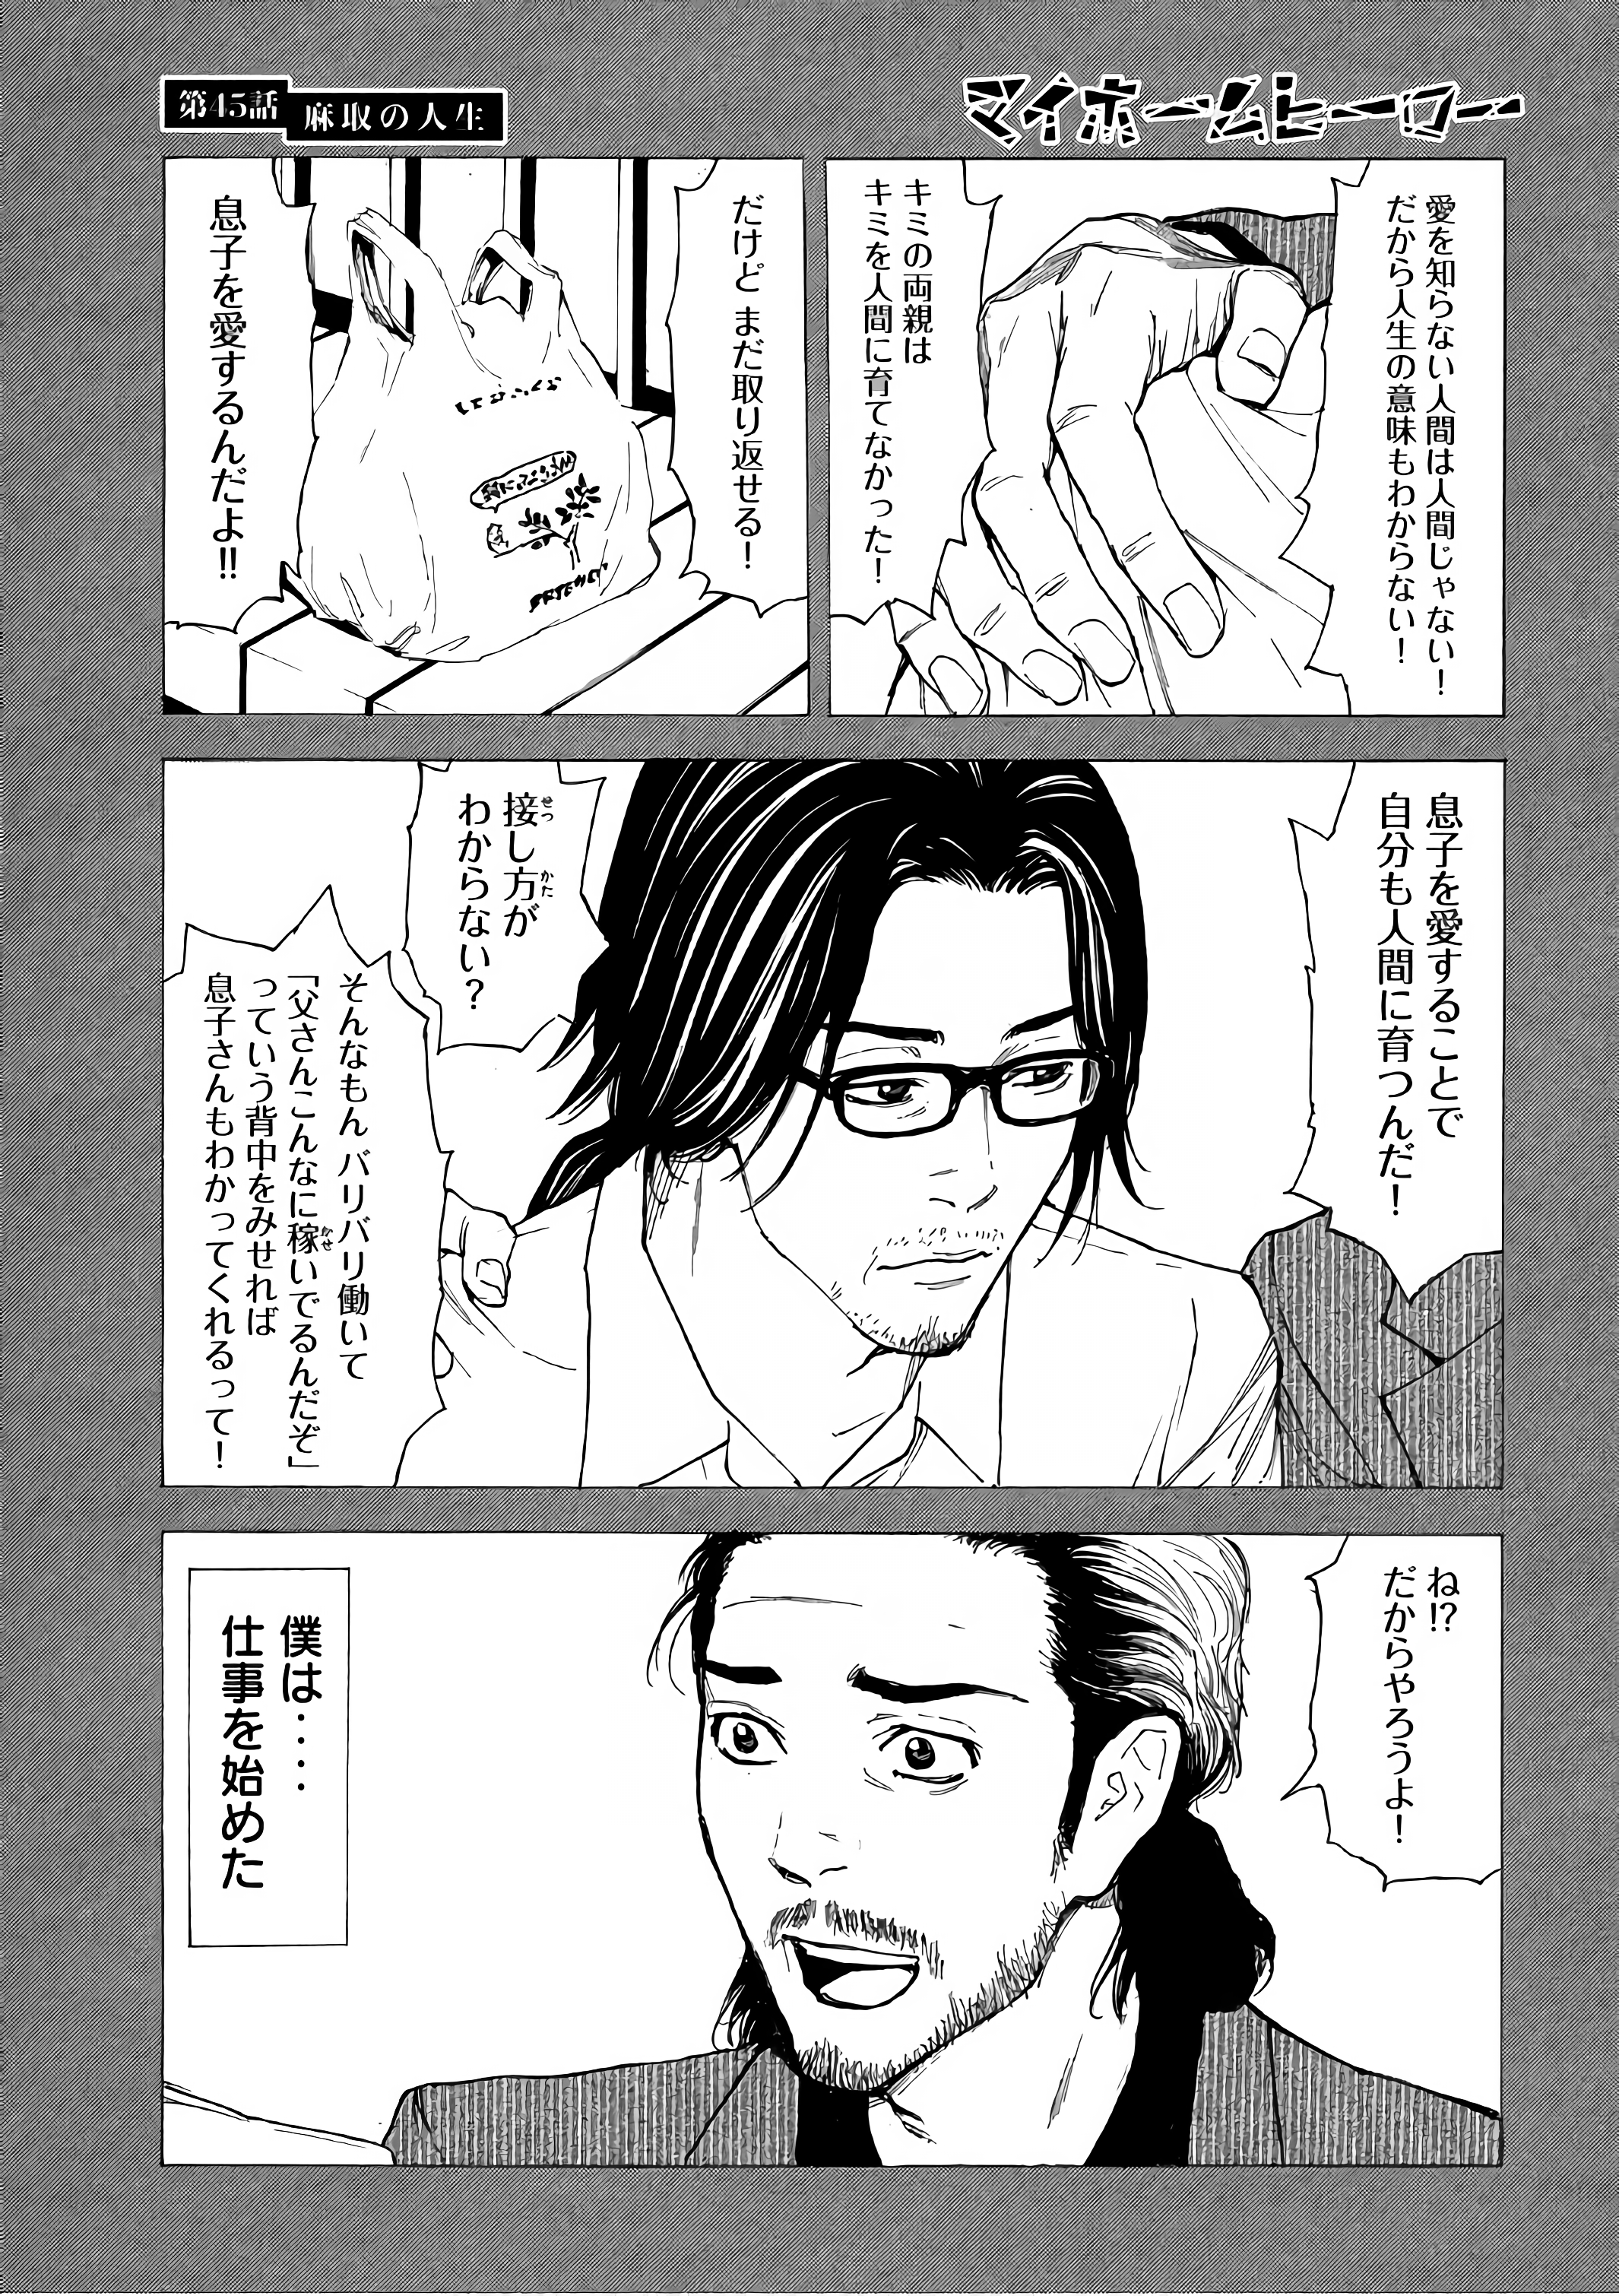 マイホームヒーロー
第45話
麻取の人生
愛を知らない人間は人間じゃない！
だから人生の意味もわからない！
キミの両親は
キミを人間に育てなかった！
だけど まだ取り返せる！
息子を愛するんだよ!!
息子を愛することで
自分も人間に育つんだ！
接し方が
わからない？
そんなもん バリバリ働いて
「父さんこんなに稼いでるんだぞ」
っていう背中をみせれば
息子さんもわかってくれるって！
ね!?
だからやろうよ！
僕は‥‥
仕事を始めた